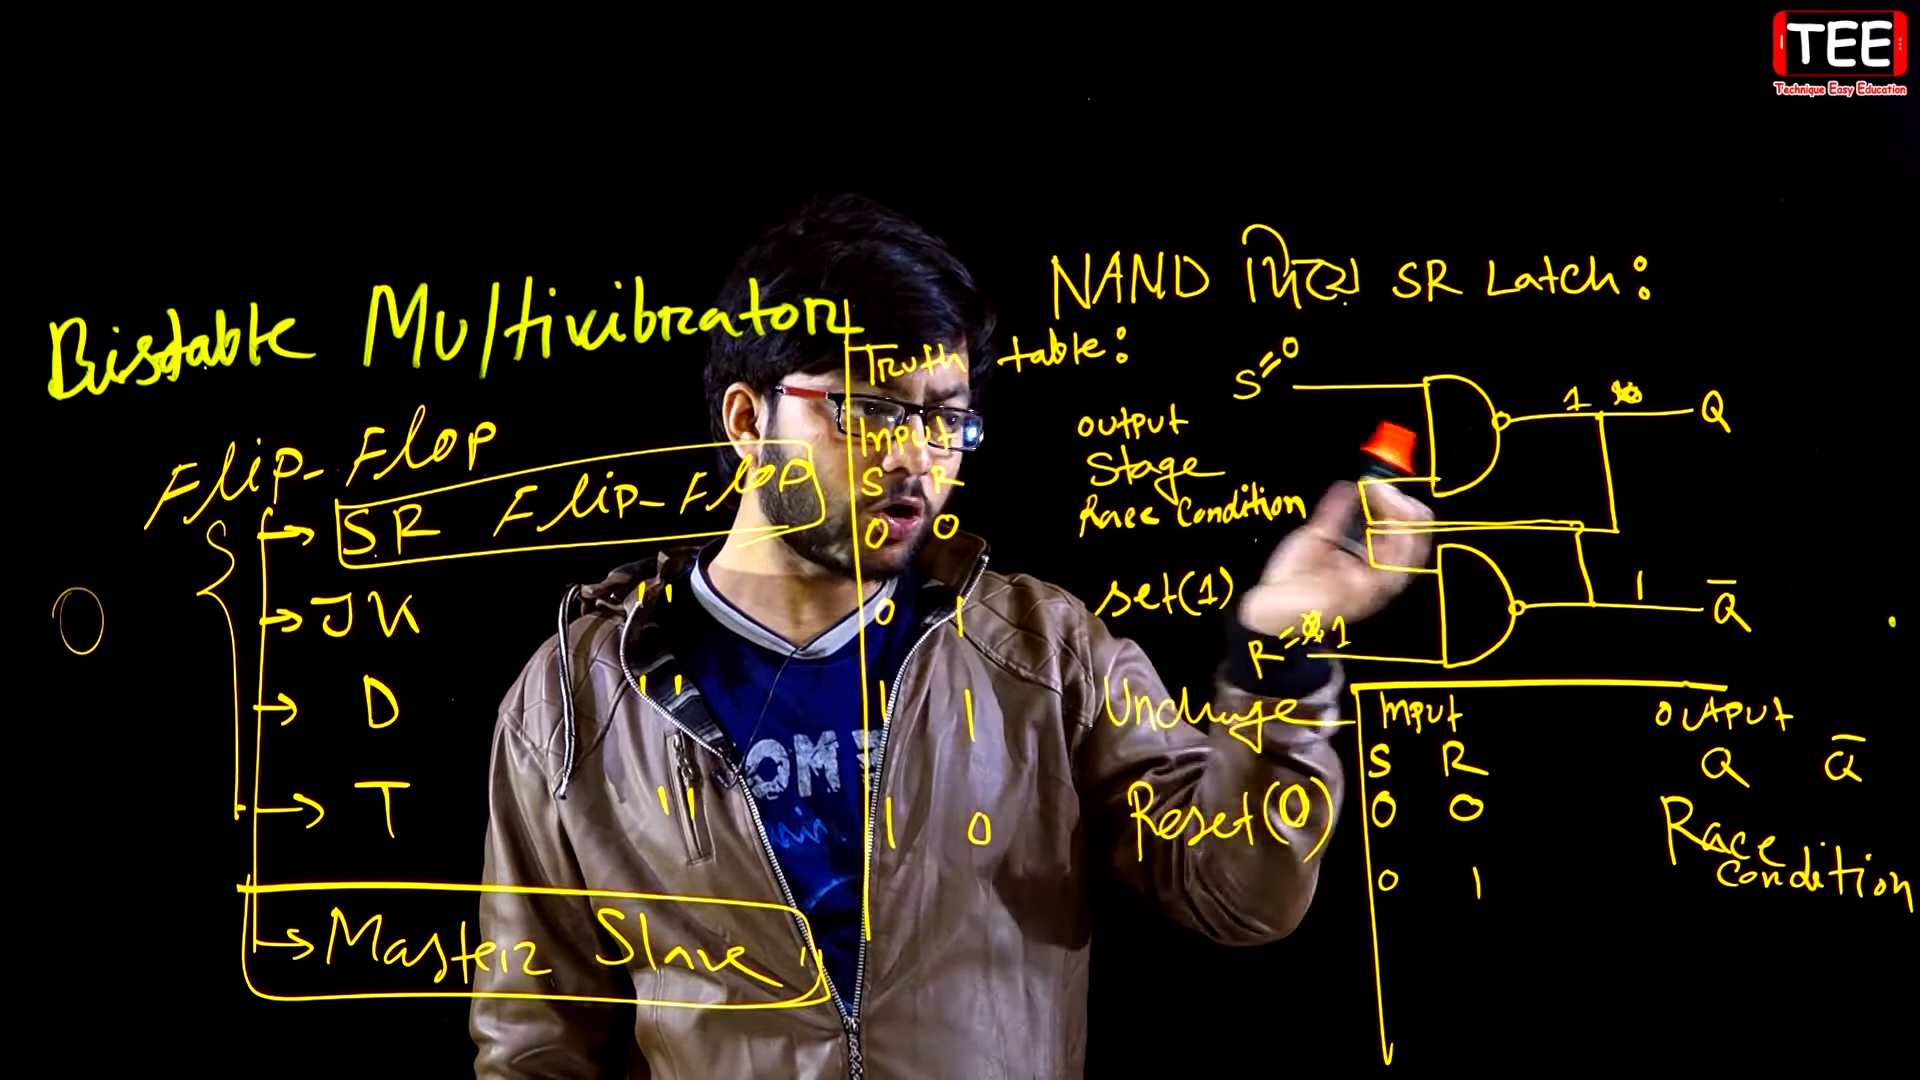 TEE
Technique Easy Education
Bistable Multivibrator
Flip-Flop
SR Flip-Flop
JK "
D "
T "
Master Slave "
Truth table:
Input
S R
Output
Stage
0 0 Race Condition
0 1 set(1)
1 1
1 0 Reset(0)
NAND দিয়ে SR Latch:
S=0
1
Q
R= 1
1
Q̅
Input Output
S R Q Q̅
0 0 Race
Condition
0 1